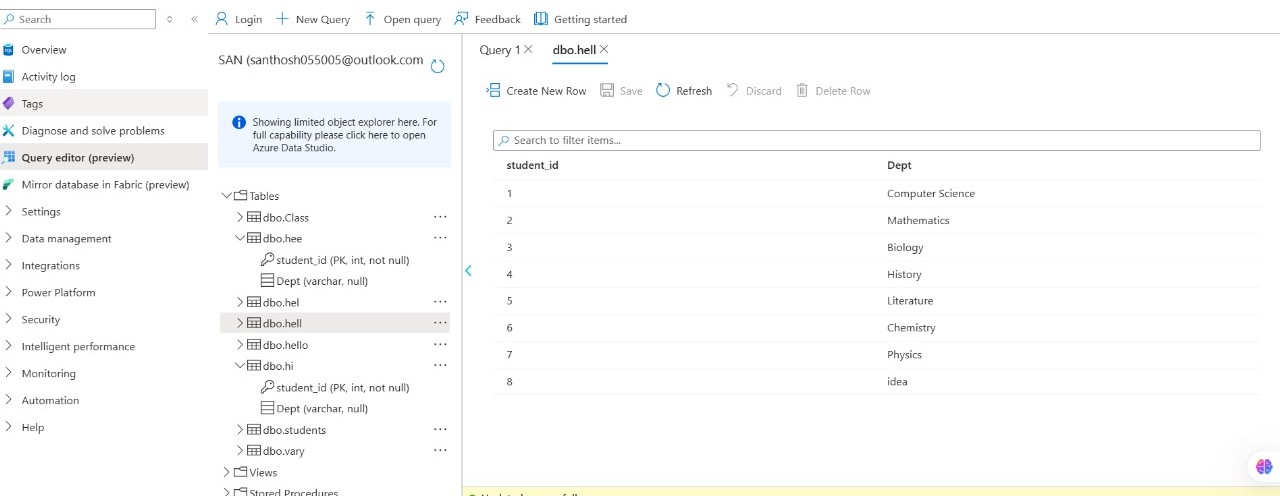 Search
Login
New Query
Open query
Feedback
Getting started
Overview
Activity log
Tags
Diagnose and solve problems
Query editor (preview)
Mirror database in Fabric (preview)
Settings
Data management
Integrations
Power Platform
Security
Intelligent performance
Monitoring
Automation
Help
SAN (santhosh055005@outlook.com
Showing limited object explorer here. For
full capability please click here to open
Azure Data Studio.
Tables
dbo.Class
dbo.hee
student_id (PK, int, not null)
Dept (varchar, null)
dbo.hel
dbo.hell
dbo.hello
dbo.hi
student_id (PK, int, not null)
Dept (varchar, null)
dbo.students
dbo.vary
Views
Stored Procedures
Query 1 dbo.hell
Create New Row Save Refresh Discard Delete Row
Search to filter items...
student_id Dept
1 Computer Science
2 Mathematics
3 Biology
4 History
5 Literature
6 Chemistry
7 Physics
8 idea